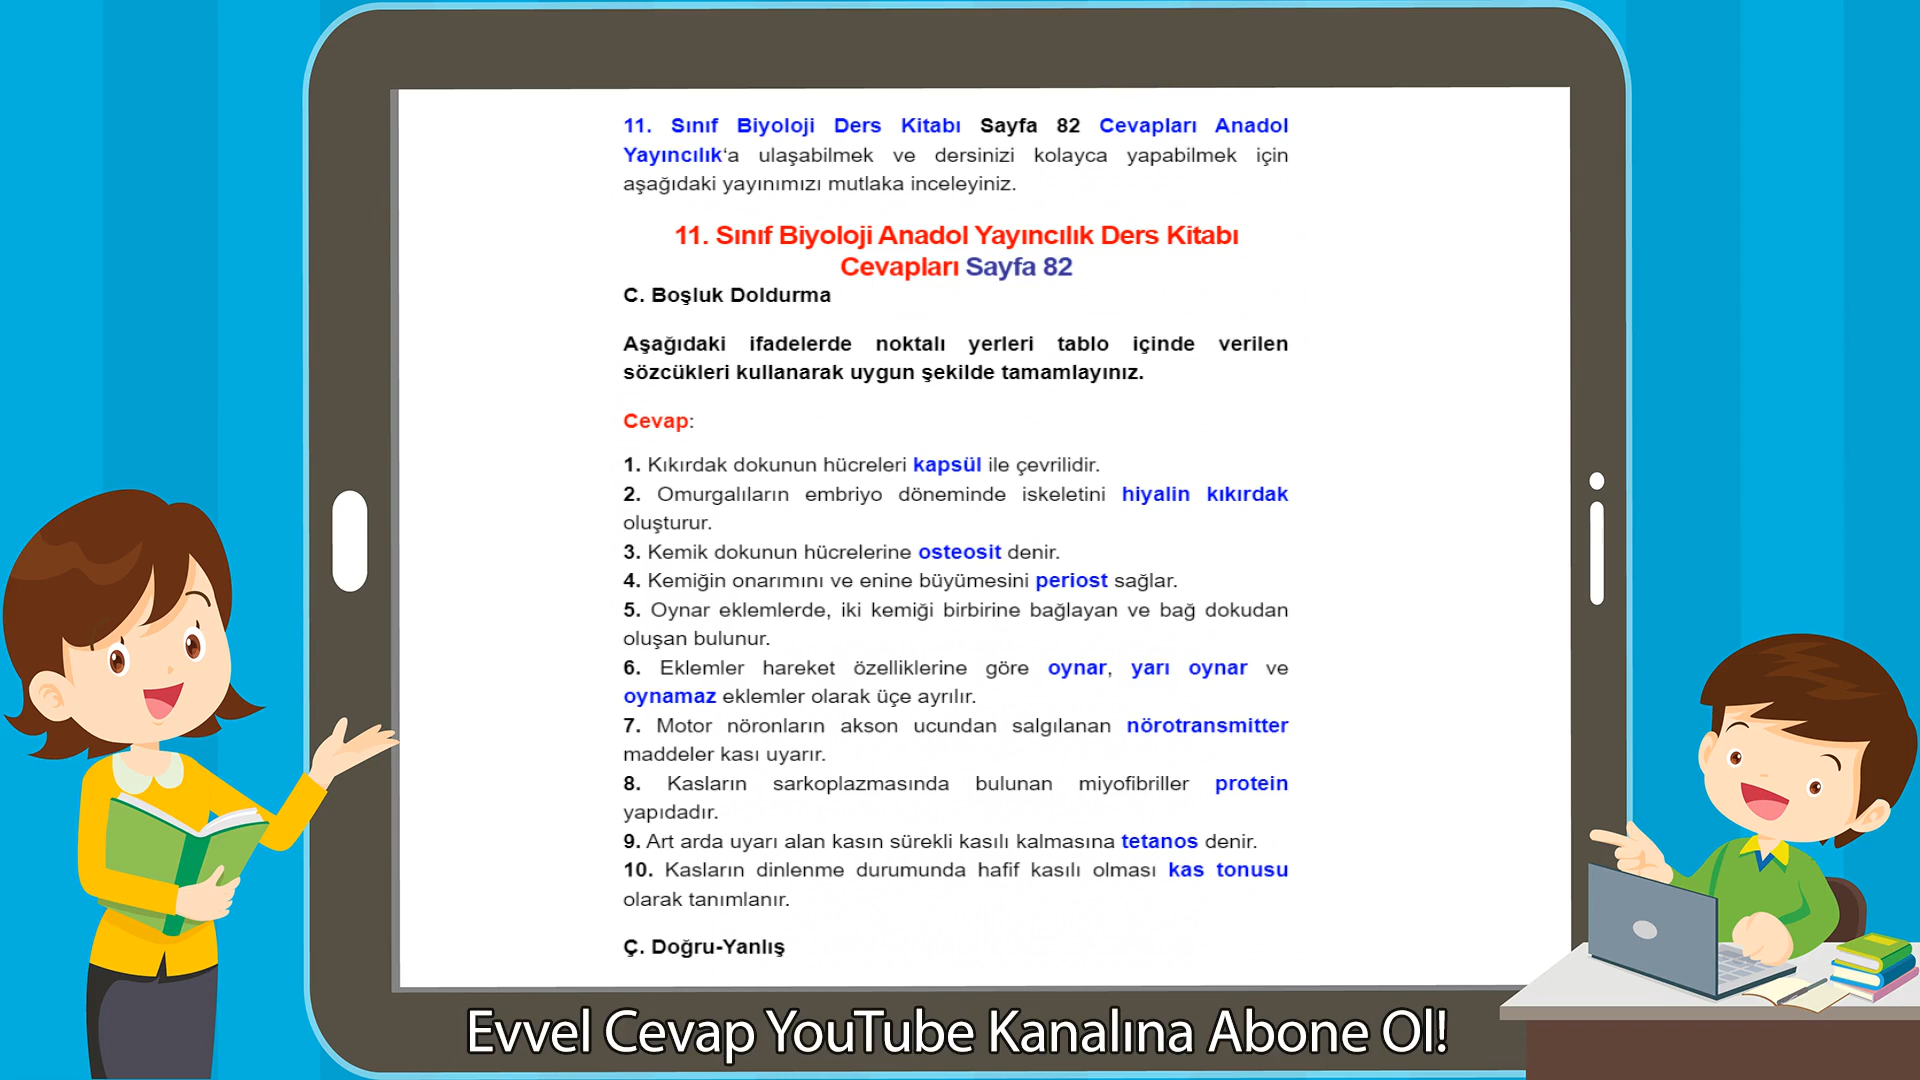 11. Sınıf Biyoloji Ders Kitabı Sayfa 82 Cevapları Anadol
Yayıncılık‘a ulaşabilmek ve dersinizi kolayca yapabilmek için
aşağıdaki yayınımızı mutlaka inceleyiniz.
11. Sınıf Biyoloji Anadol Yayıncılık Ders Kitabı
Cevapları Sayfa 82
C. Boşluk Doldurma
Aşağıdaki ifadelerde noktalı yerleri tablo içinde verilen
sözcükleri kullanarak uygun şekilde tamamlayınız.
Cevap:
1. Kıkırdak dokunun hücreleri kapsül ile çevrilidir.
2. Omurgalıların embriyo döneminde iskeletini hiyalin kıkırdak
oluşturur.
3. Kemik dokunun hücrelerine osteosit denir.
4. Kemiğin onarımını ve enine büyümesini periost sağlar.
5. Oynar eklemlerde, iki kemiği birbirine bağlayan ve bağ dokudan
oluşan bulunur.
6. Eklemler hareket özelliklerine göre oynar, yarı oynar ve
oynamaz eklemler olarak üçe ayrılır.
7. Motor nöronların akson ucundan salgılanan nörotransmitter
maddeler kası uyarır.
8. Kasların sarkoplazmasında bulunan miyofibriller protein
yapıdadır.
9. Art arda uyarı alan kasın sürekli kasılı kalmasına tetanos denir.
10. Kasların dinlenme durumunda hafif kasılı olması kas tonusu
olarak tanımlanır.
Ç. Doğru-Yanlış
Evvel Cevap YouTube Kanalına Abone Ol!